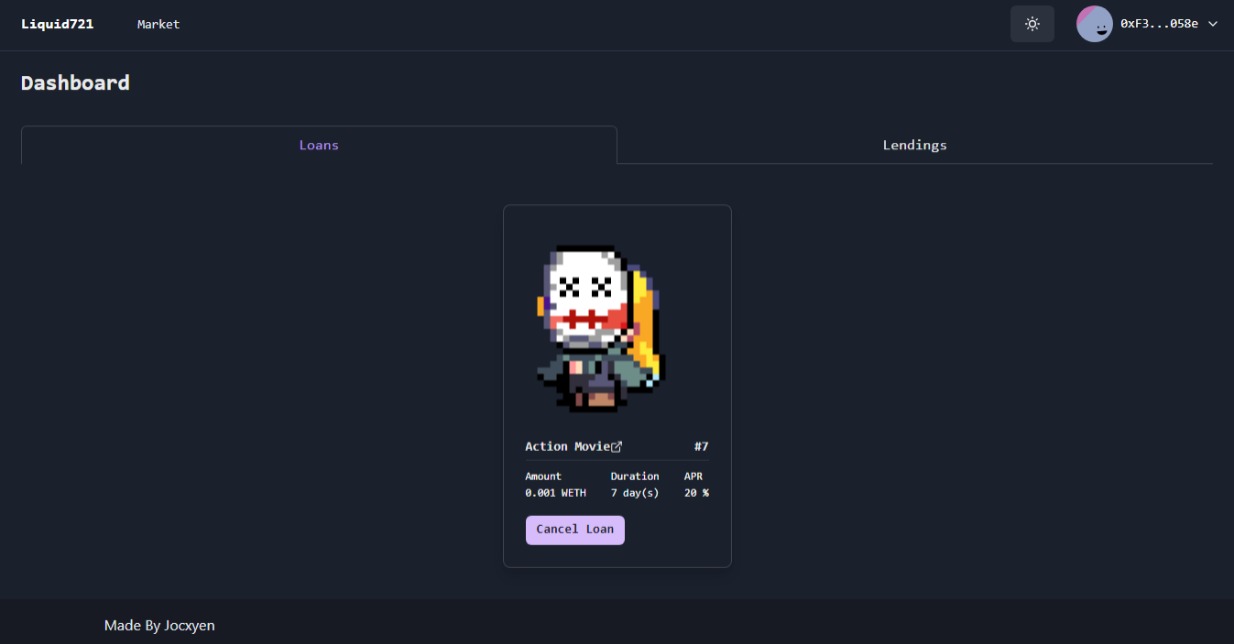 Liquid721 Market 0xF3...058e
Dashboard
Loans Lendings
Action Movie #7
Amount Duration APR
0.001 WETH 7 day(s) 20 %
Cancel Loan
Made By Jocxyen